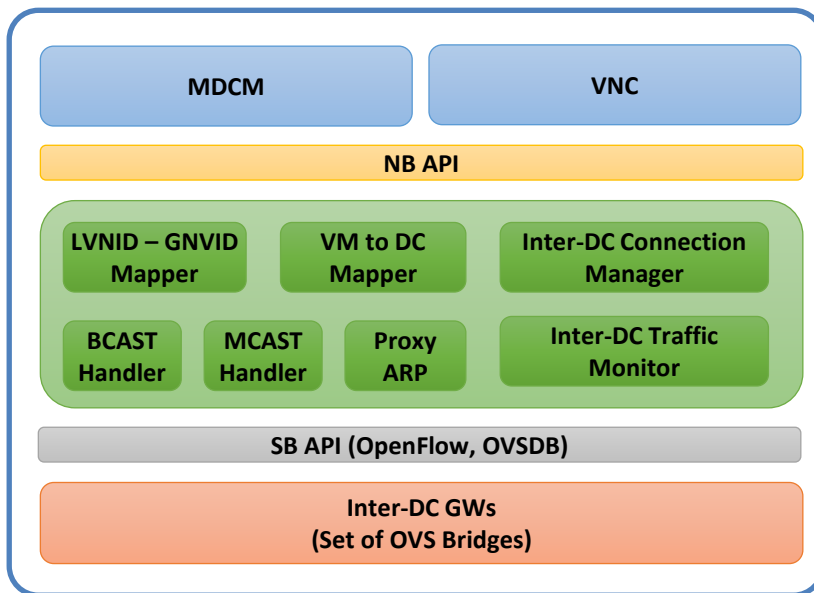 MDCM
VNC
NB API
LVNID – GNVID
Mapper
VM to DC
Mapper
Inter-DC Connection
Manager
BCAST
Handler
MCAST
Handler
Proxy
ARP
Inter-DC Traffic
Monitor
SB API (OpenFlow, OVSDB)
Inter-DC GWs
(Set of OVS Bridges)